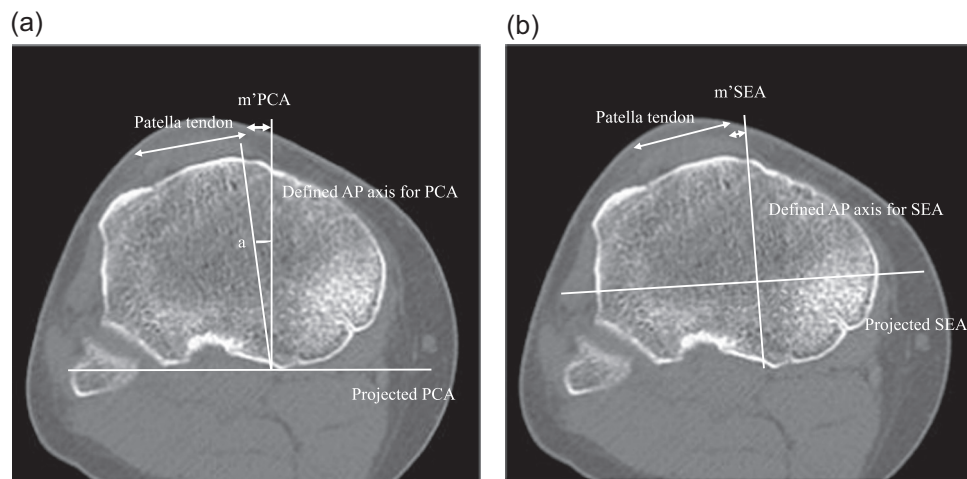 (a)
m’PCA
Patella tendon
Defined AP axis for PCA
a
Projected PCA
(b)
m’SEA
Patella tendon
Defined AP axis for SEA
Projected SEA